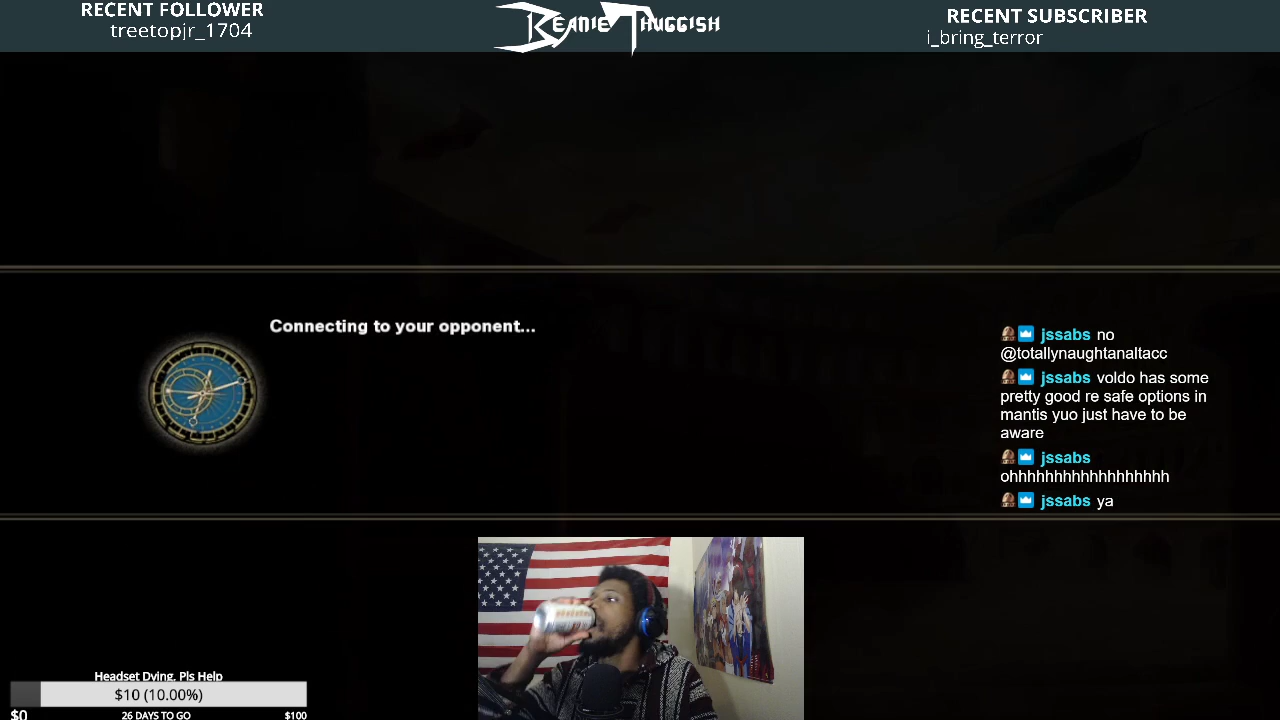 RECENT FOLLOWER
treetopjr_1704
BEANIE THUGGISH
RECENT SUBSCRIBER
i_bring_terror
Connecting to your opponent...
jssabs no
@totallynaughtanaltacc
jssabs voldo has some
pretty good re safe options in
mantis yuo just have to be
aware
jssabs
ohhhhhhhhhhhhhhhhhh
jssabs ya
Headset Dying, Pls Help
$10 (10.00%)
$0 26 DAYS TO GO $100